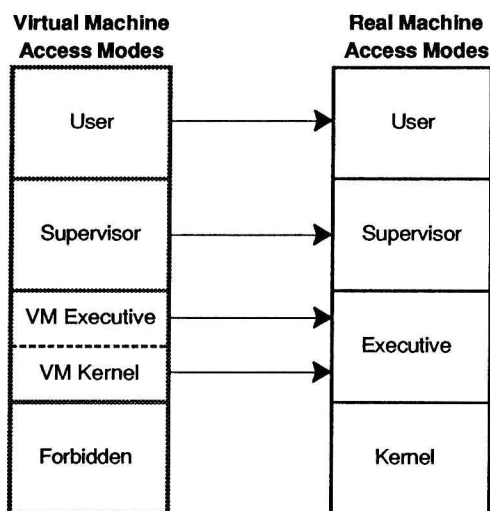 Virtual Machine
Access Modes
Real Machine
Access Modes
User
User
Supervisor
Supervisor
VM Executive
VM Kernel
Executive
Forbidden
Kernel